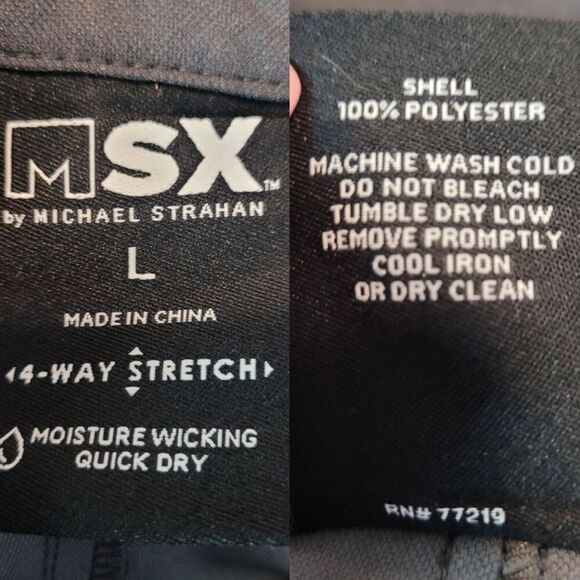 MSX™
by MICHAEL STRAHAN
L
MADE IN CHINA
4-WAY STRETCH
MOISTURE WICKING
QUICK DRY
SHELL
100% POLYESTER
MACHINE WASH COLD
DO NOT BLEACH
TUMBLE DRY LOW
REMOVE PROMPTLY
COOL IRON
OR DRY CLEAN
RN# 77219